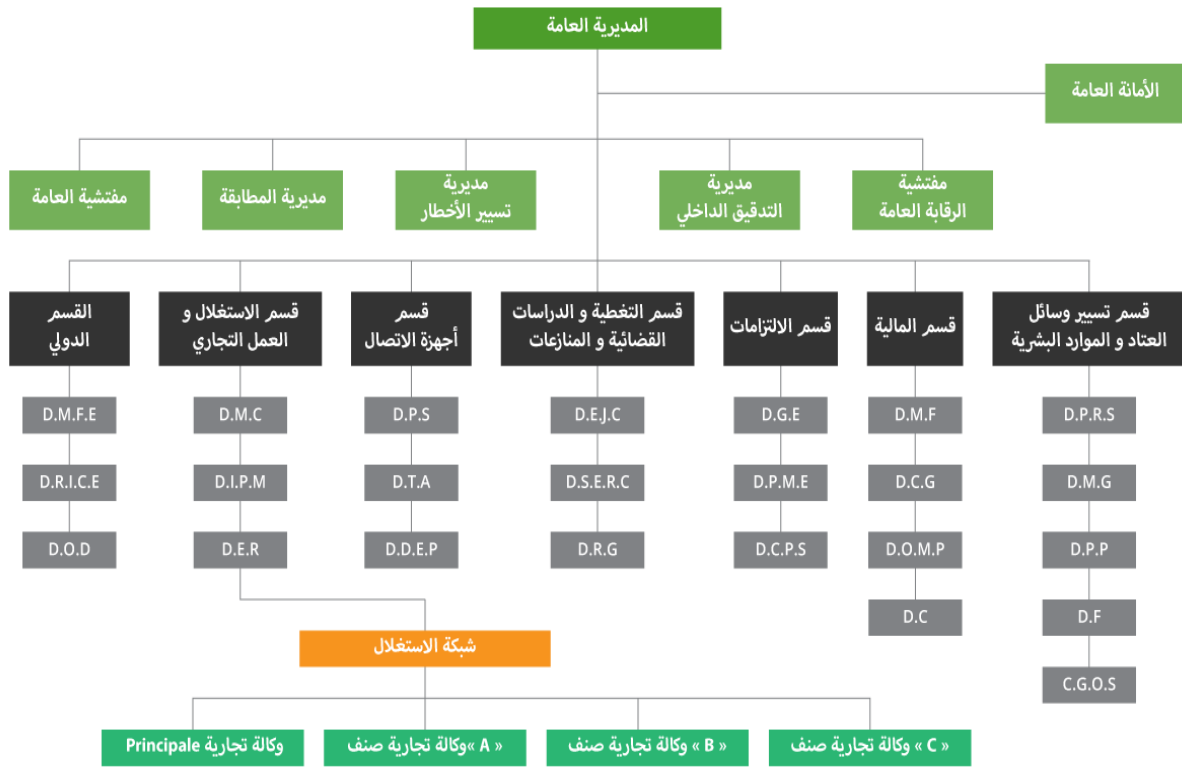 المديرية العامة
الأمانة العامة
مفتشية
الرقابة العامة
مديرية
التدقيق الداخلي
مديرية
تسيير الأخطار
مديرية المطابقة
مفتشية العامة
قسم تسيير وسائل
العتاد و الموارد البشرية
قسم المالية
قسم الالتزامات
قسم التغطية و الدراسات
القضائية و المنازعات
قسم
أجهزة الاتصال
قسم الاستغلال و
العمل التجاري
القسم
الدولي
D.P.R.S
D.M.F
D.G.E
D.E.J.C
D.P.S
D.M.C
D.M.F.E
D.M.G
D.C.G
D.P.M.E
D.S.E.R.C
D.T.A
D.I.P.M
D.R.I.C.E
D.P.P
D.O.M.P
D.C.P.S
D.R.G
D.D.E.P
D.E.R
D.O.D
D.F
D.C
C.G.O.S
شبكة الاستغلال
وكالة تجارية صنف « C »
وكالة تجارية صنف « B »
وكالة تجارية صنف« A »
وكالة تجارية Principale